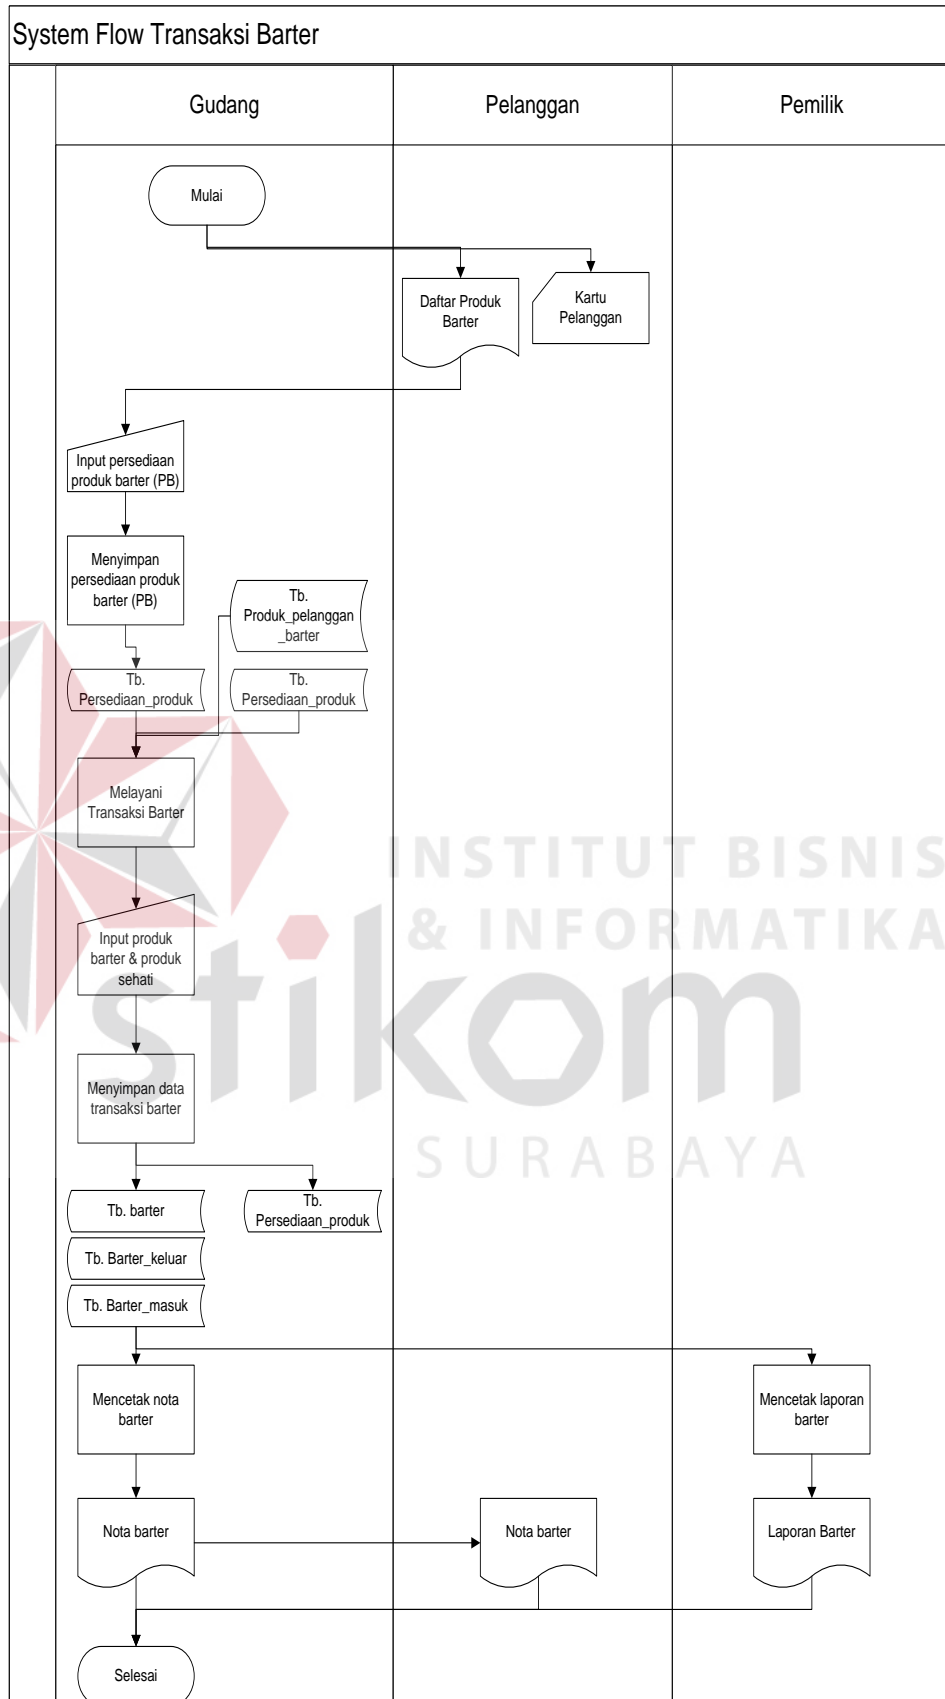 System Flow Transaksi Barter
Gudang
Pelanggan
Pemilik
Mulai
Daftar Produk
Barter
Kartu
Pelanggan
Input persediaan
produk barter (PB)
Menyimpan
persediaan produk
barter (PB)
Tb.
Produk_pelanggan
_barter
Tb.
Persediaan_produk
Tb.
Persediaan_produk
Melayani
Transaksi Barter
INSTITUT BISNIS
& INFORMATIKA
stikom
SURABAYA
Input produk
barter & produk
sehati
Menyimpan data
transaksi barter
Tb. barter
Tb.
Persediaan_produk
Tb. Barter_keluar
Tb. Barter_masuk
Mencetak nota
barter
Mencetak laporan
barter
Nota barter
Nota barter
Laporan Barter
Selesai